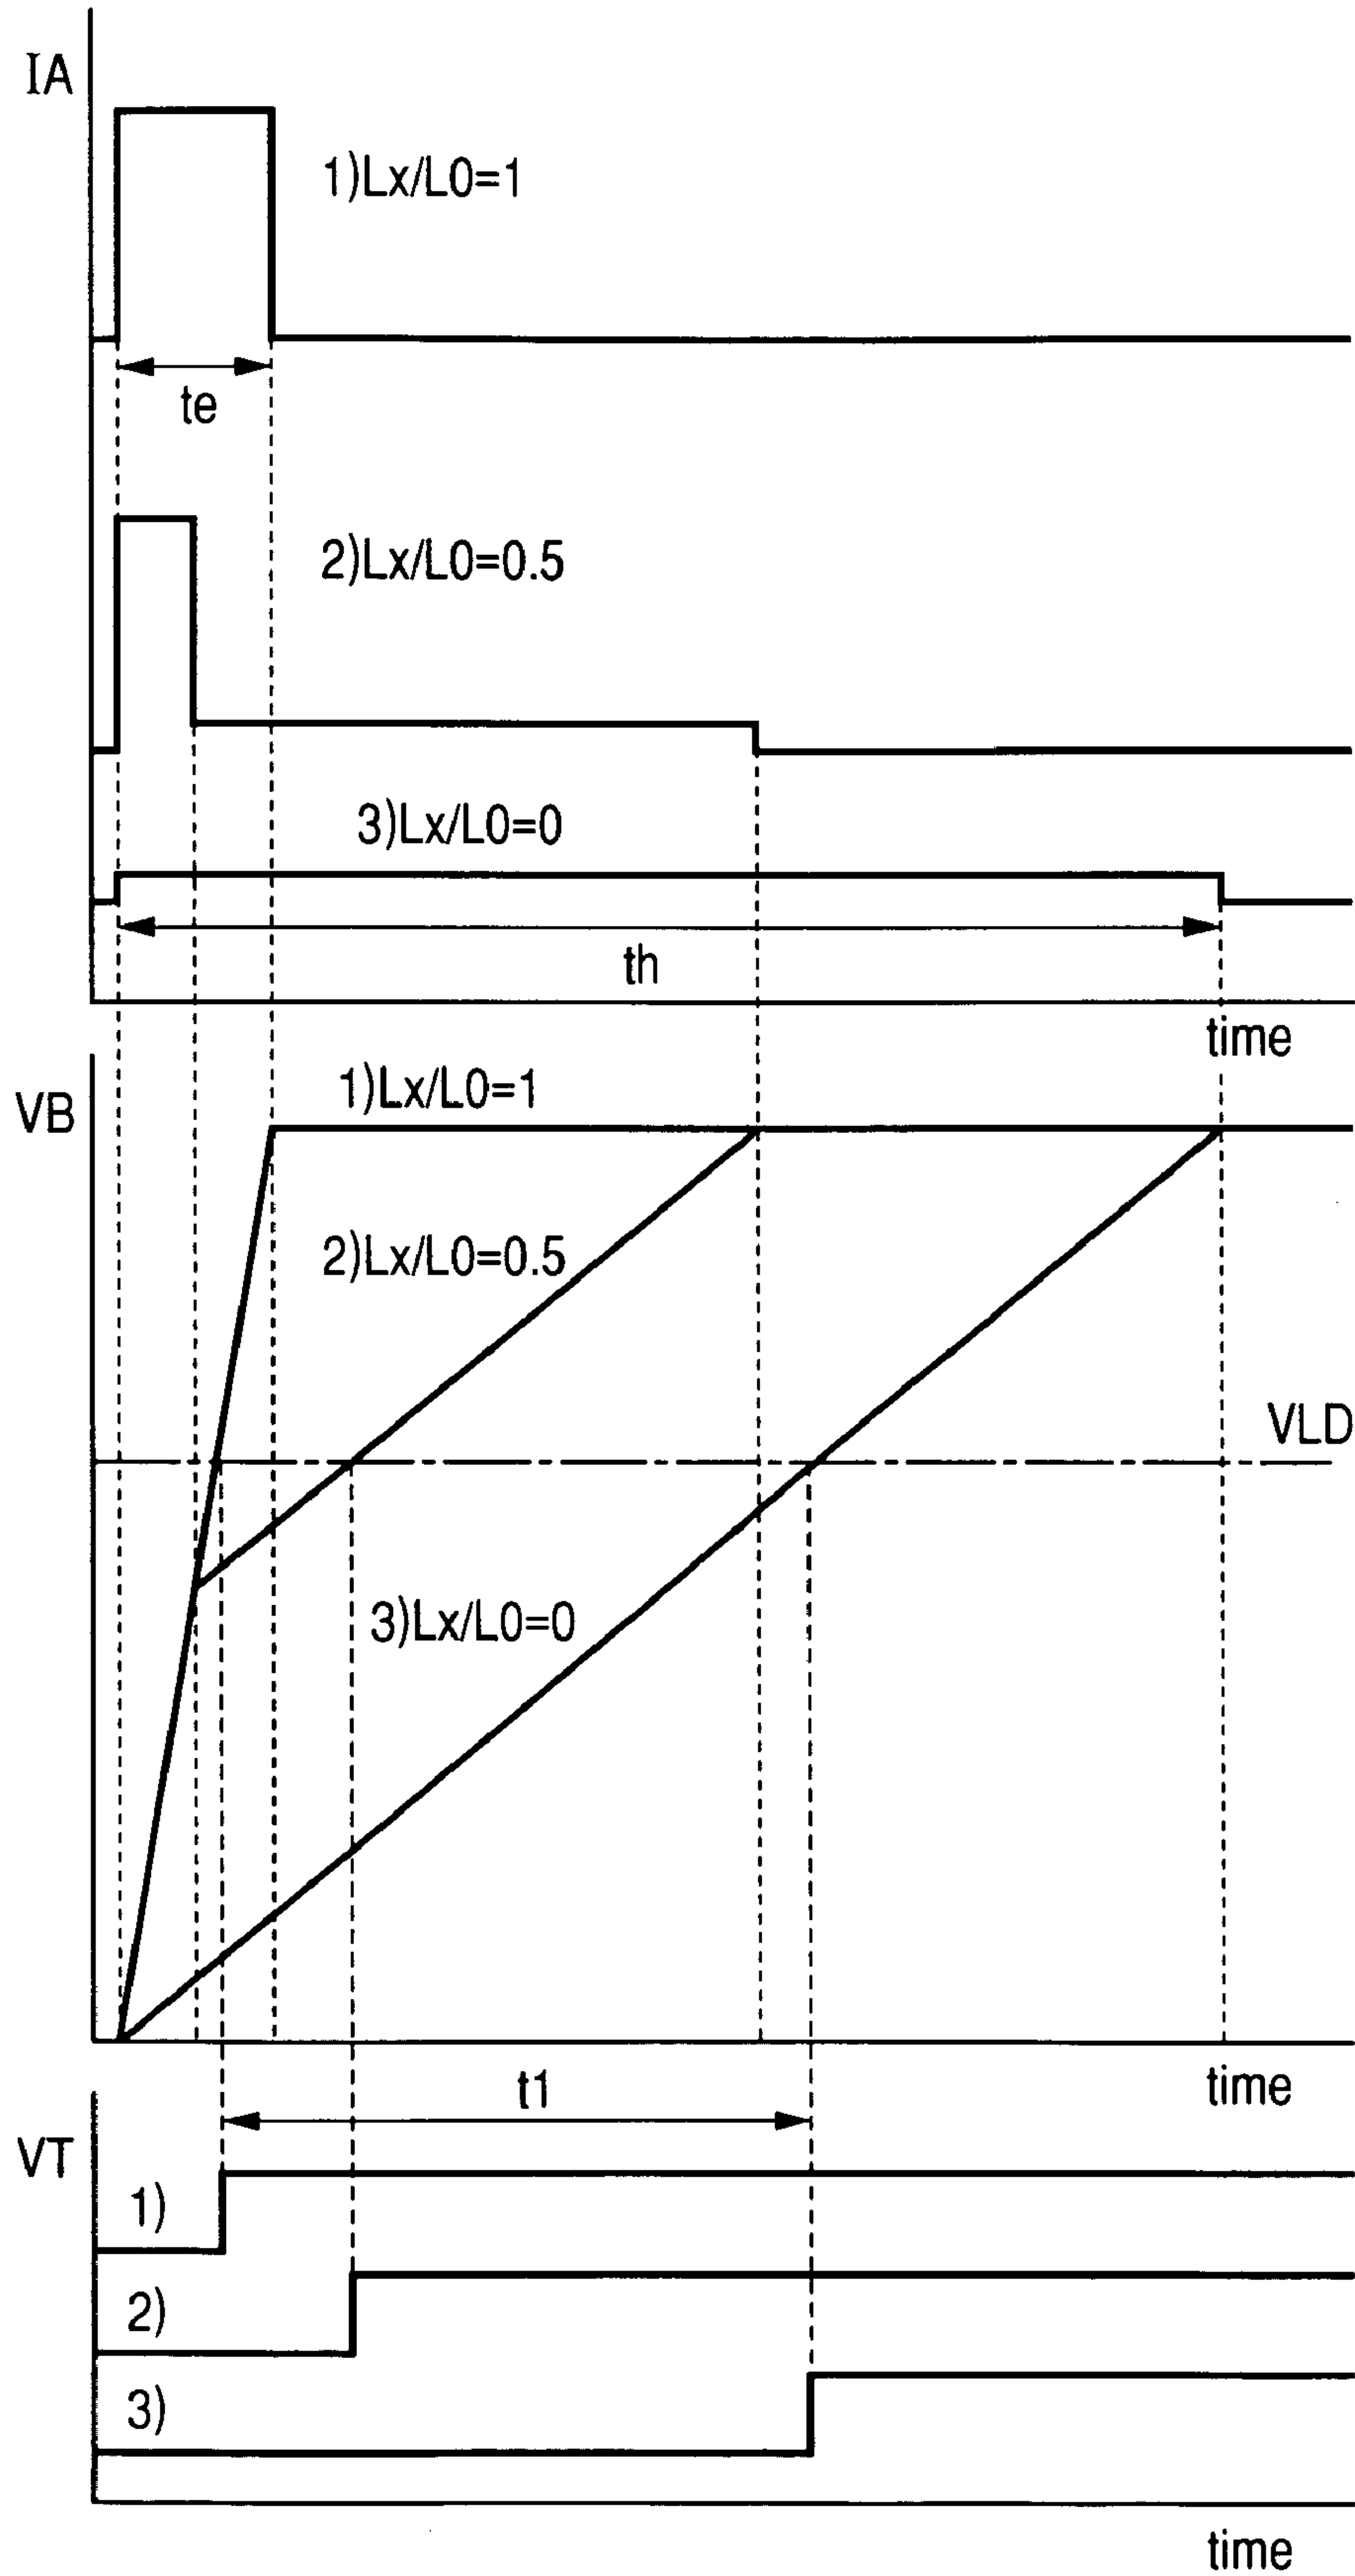 IA
1)Lx/L0=1
te
2)Lx/L0=0.5
3)Lx/L0=0
th
time
VB
1)Lx/L0=1
2)Lx/L0=0.5
VLD
3)Lx/L0=0
time
t1
VT
1)
2)
3)
time